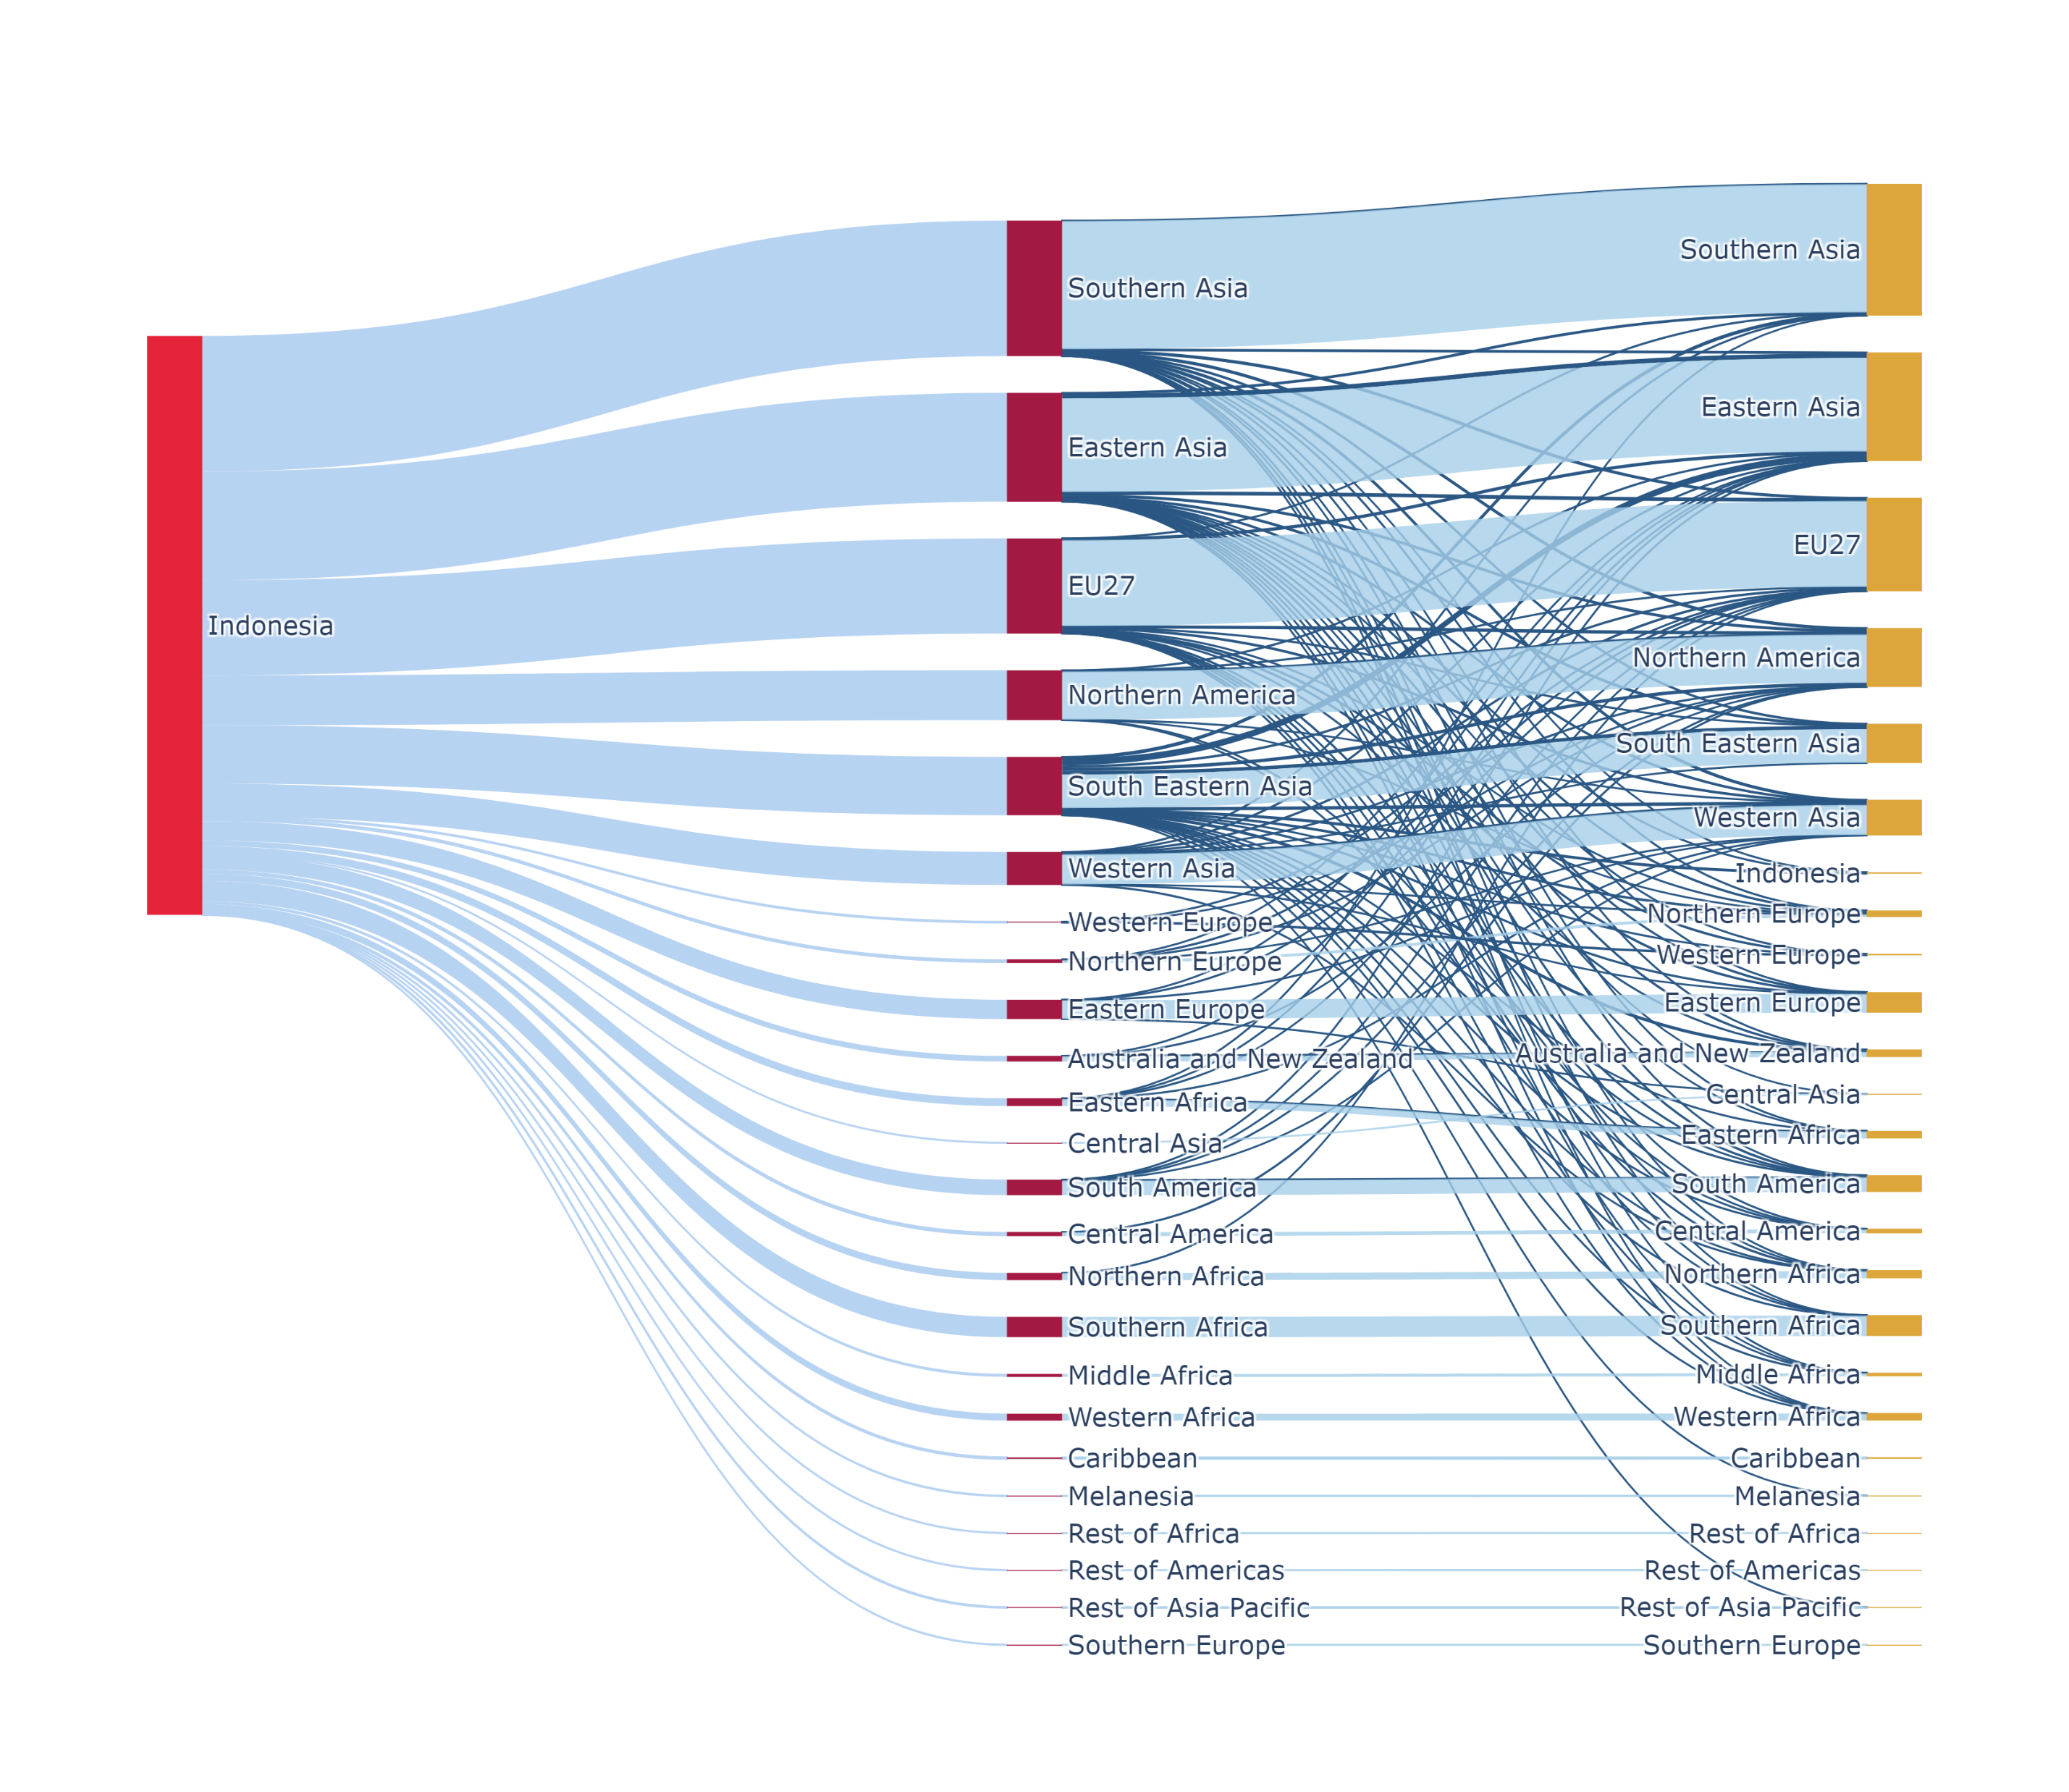 Indonesia
Southern Asia
Eastern Asia
EU27
Northern America
South Eastern Asia
Western Asia
Western Europe
Northern Europe
Eastern Europe
Australia and New Zealand
Eastern Africa
Central Asia
South America
Central America
Northern Africa
Southern Africa
Middle Africa
Western Africa
Caribbean
Melanesia
Rest of Africa
Rest of Americas
Rest of Asia Pacific
Southern Europe
Southern Asia
Eastern Asia
EU27
Northern America
South Eastern Asia
Western Asia
Indonesia
Northern Europe
Western Europe
Eastern Europe
Australia and New Zealand
Central Asia
Eastern Africa
South America
Central America
Northern Africa
Southern Africa
Middle Africa
Western Africa
Caribbean
Melanesia
Rest of Africa
Rest of Americas
Rest of Asia Pacific
Southern Europe